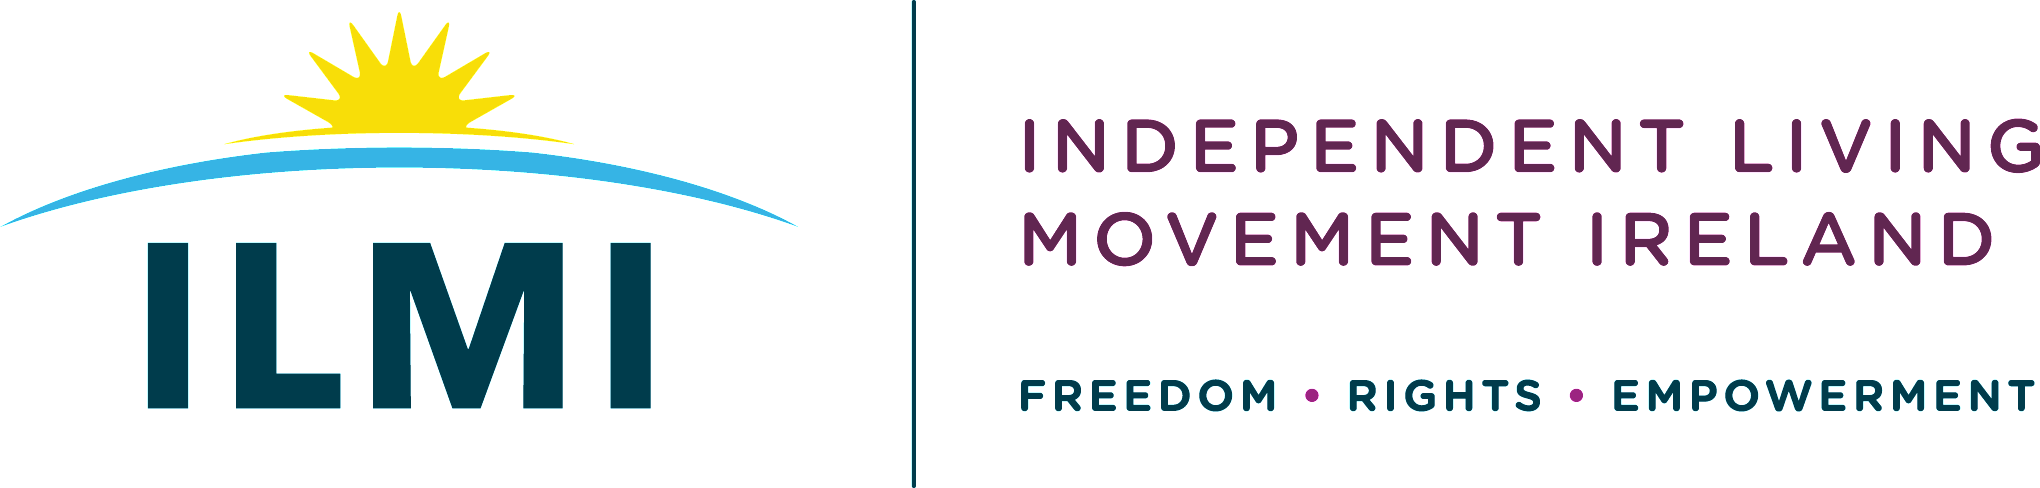 ILMI
INDEPENDENT LIVING
MOVEMENT IRELAND
FREEDOM • RIGHTS • EMPOWERMENT